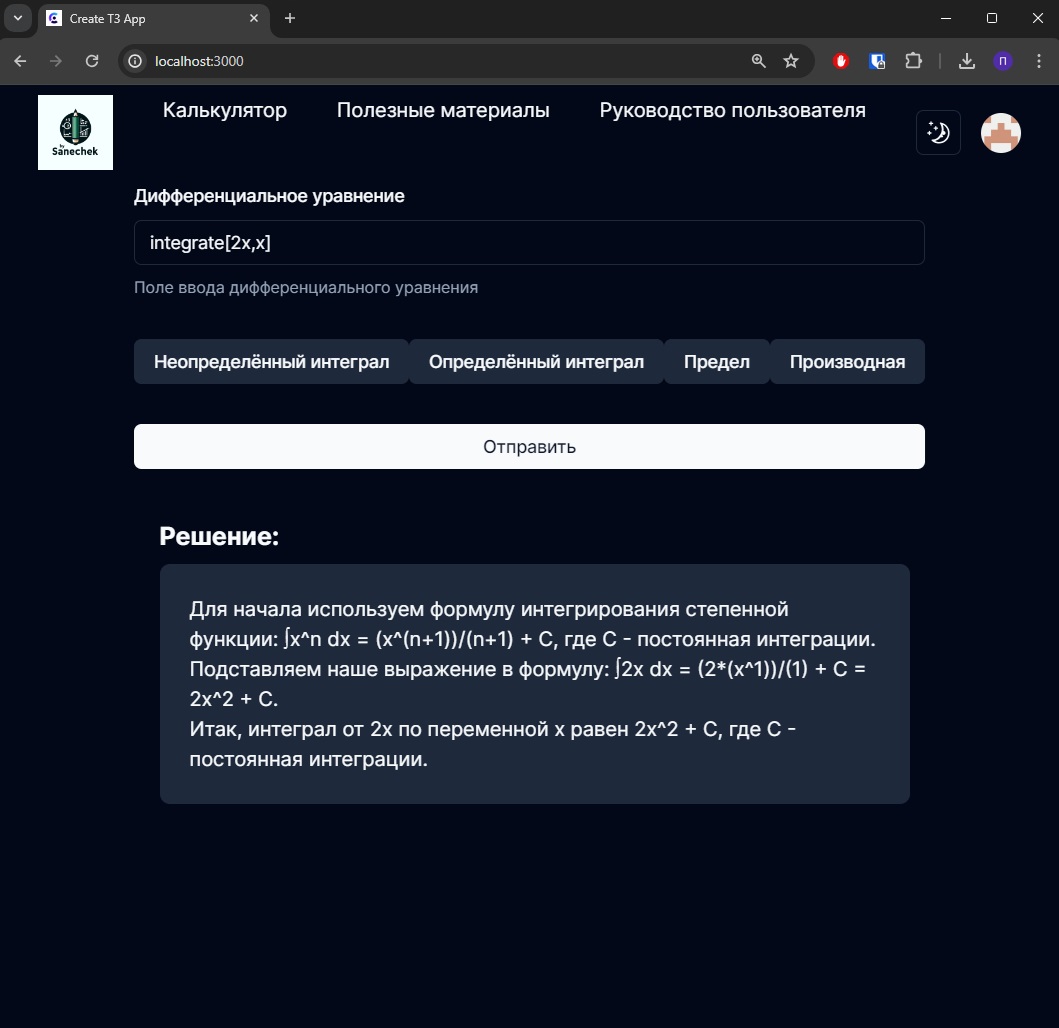 Create T3 App
localhost:3000
П
by
Sanechek
Калькулятор
Полезные материалы
Руководство пользователя
Дифференциальное уравнение
integrate[2x,x]
Поле ввода дифференциального уравнения
Неопределённый интеграл
Определённый интеграл
Предел
Производная
Отправить
Решение:
Для начала используем формулу интегрирования степенной
функции: ∫x^n dx = (x^(n+1))/(n+1) + C, где C - постоянная интеграции.
Подставляем наше выражение в формулу: ∫2x dx = (2*(x^1))/(1) + C =
2x^2 + C.
Итак, интеграл от 2x по переменной x равен 2x^2 + C, где C -
постоянная интеграции.